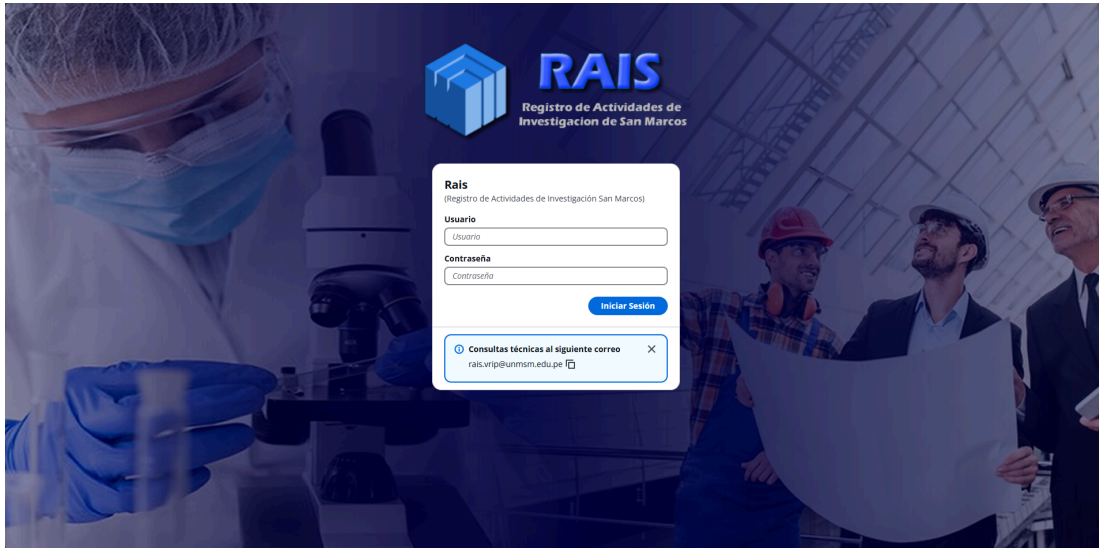 RAIS
Registro de Actividades de
Investigacion de San Marcos
Rais
(Registro de Actividades de Investigación San Marcos)
Usuario
Usuario
Contraseña
Contraseña
Iniciar Sesión
Consultas técnicas al siguiente correo
rais.vrip@unmsm.edu.pe